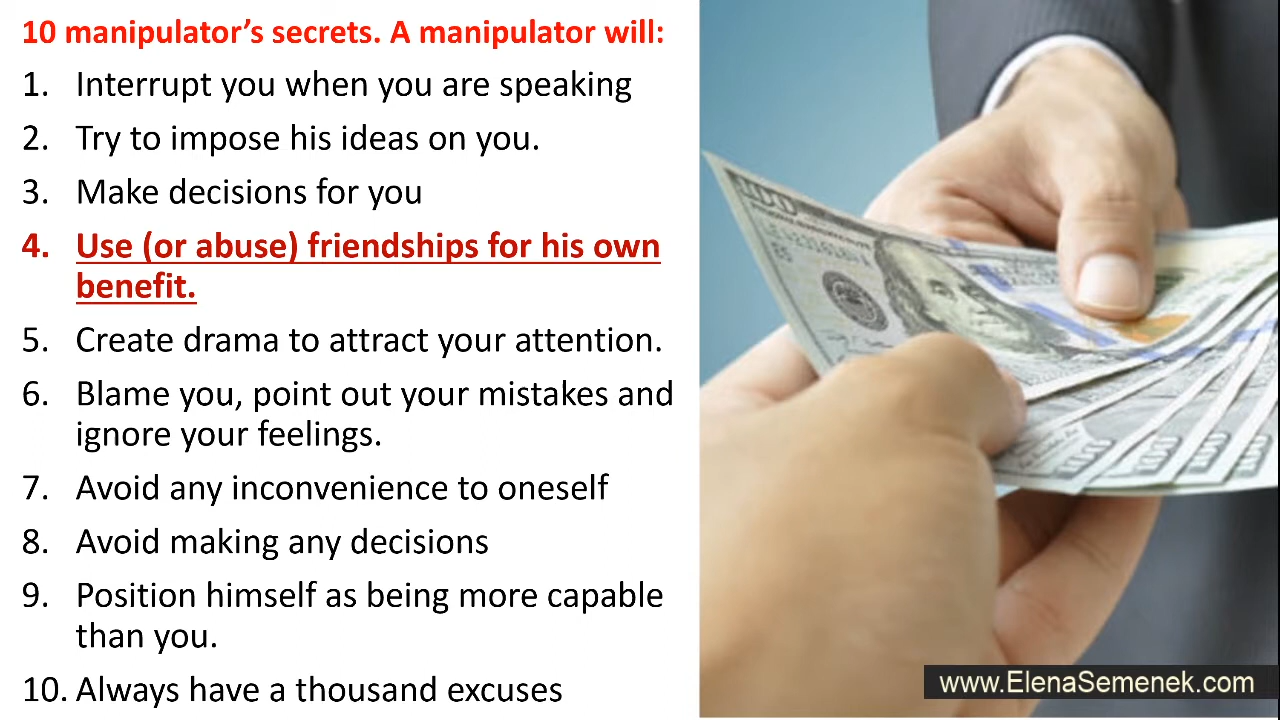 10 manipulator’s secrets. A manipulator will:
1. Interrupt you when you are speaking
2. Try to impose his ideas on you.
3. Make decisions for you
4. Use (or abuse) friendships for his own
benefit.
5. Create drama to attract your attention.
6. Blame you, point out your mistakes and
ignore your feelings.
7. Avoid any inconvenience to oneself
8. Avoid making any decisions
9. Position himself as being more capable
than you.
10. Always have a thousand excuses
100
100
100
100
www.ElenaSemenek.com